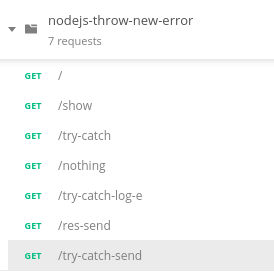 nodejs-throw-new-error
7 requests
GET /
GET /show
GET /try-catch
GET /nothing
GET /try-catch-log-e
GET /res-send
GET /try-catch-send